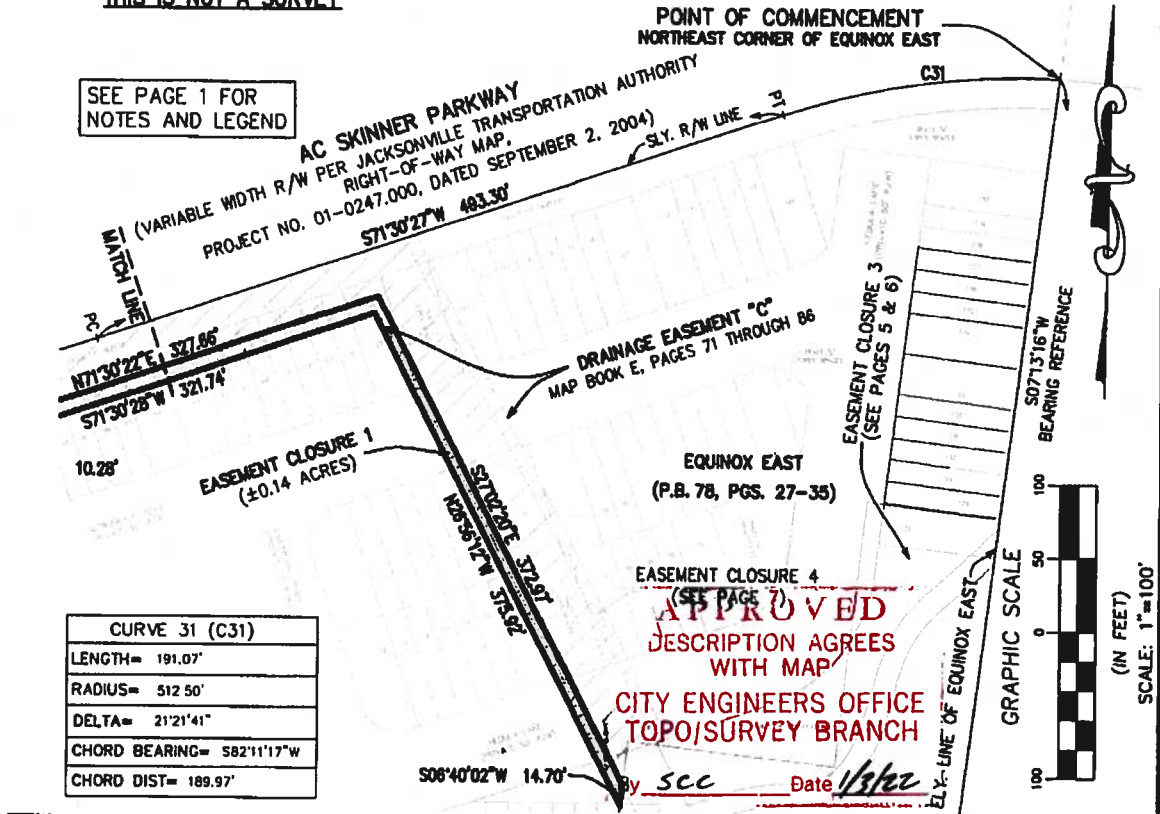 THIS IS NOT A SURVEY
POINT OF COMMENCEMENT
NORTHEAST CORNER OF EQUINOX EAST
C31
SEE PAGE 1 FOR
NOTES AND LEGEND
AC SKINNER PARKWAY
(VARIABLE WIDTH R/W PER JACKSONVILLE TRANSPORTATION AUTHORITY
RIGHT-OF-WAY MAP,
PROJECT NO. 01-0247.000, DATED SEPTEMBER 2, 2004)
SLY. R/W LINE
PT
S71°30'27"W 493.30'
MATCH LINE
PC
N71°30'22"E 327.66'
S71°30'28"W 321.74'
10.28'
DRAINAGE EASEMENT "C"
MAP BOOK E, PAGES 71 THROUGH 86
EASEMENT CLOSURE 3
(SEE PAGES 5 & 6)
S07°13'16"W
BEARING REFERENCE
EASEMENT CLOSURE 1
(±0.14 ACRES)
S27°02'20"E 372.97'
N26°56'12"W 375.92'
EQUINOX EAST
(P.B. 78, PGS. 27-35)
EASEMENT CLOSURE 4
(SEE PAGE 7)
APPROVED
DESCRIPTION AGREES
WITH MAP
CITY ENGINEERS OFFICE
TOPO/SURVEY BRANCH
By SCC Date 1/3/22
S06°40'02"W 14.70'
ELY. LINE OF EQUINOX EAST
GRAPHIC SCALE
100
50
0
100
(IN FEET)
SCALE: 1"=100'
CURVE 31 (C31)
LENGTH= 191.07'
RADIUS= 512 50'
DELTA= 21°21'41"
CHORD BEARING= S82°11'17"W
CHORD DIST= 189.97'